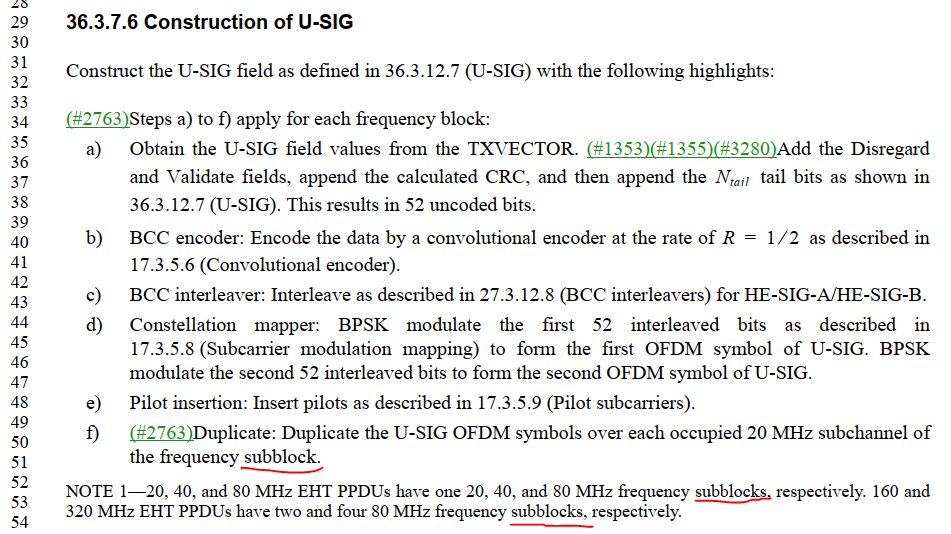 28
29
30
31
32
33
34
35
36
37
38
39
40
41
42
43
44
45
46
47
48
49
50
51
52
53
54
36.3.7.6 Construction of U-SIG
Construct the U-SIG field as defined in 36.3.12.7 (U-SIG) with the following highlights:
(#2763)Steps a) to f) apply for each frequency block:
a) Obtain the U-SIG field values from the TXVECTOR. (#1353)(#1355)(#3280)Add the Disregard
and Validate fields, append the calculated CRC, and then append the Ntail tail bits as shown in
36.3.12.7 (U-SIG). This results in 52 uncoded bits.
b) BCC encoder: Encode the data by a convolutional encoder at the rate of R = 1/2 as described in
17.3.5.6 (Convolutional encoder).
c) BCC interleaver: Interleave as described in 27.3.12.8 (BCC interleavers) for HE-SIG-A/HE-SIG-B.
d) Constellation mapper: BPSK modulate the first 52 interleaved bits as described in
17.3.5.8 (Subcarrier modulation mapping) to form the first OFDM symbol of U-SIG. BPSK
modulate the second 52 interleaved bits to form the second OFDM symbol of U-SIG.
e) Pilot insertion: Insert pilots as described in 17.3.5.9 (Pilot subcarriers).
f) (#2763)Duplicate: Duplicate the U-SIG OFDM symbols over each occupied 20 MHz subchannel of
the frequency subblock.
NOTE 1—20, 40, and 80 MHz EHT PPDUs have one 20, 40, and 80 MHz frequency subblocks, respectively. 160 and
320 MHz EHT PPDUs have two and four 80 MHz frequency subblocks, respectively.